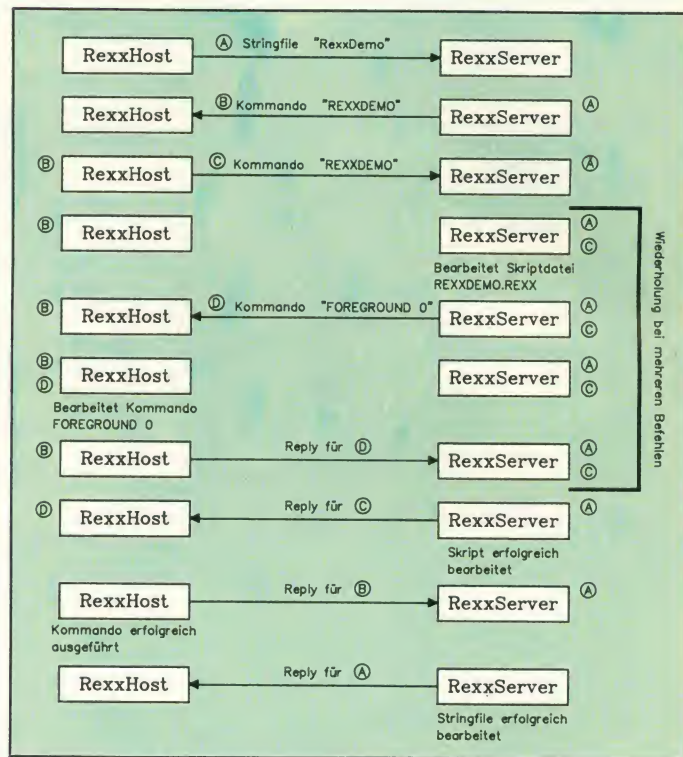 Ⓐ Stringfile "RexxDemo"
RexxHost RexxServer
Ⓑ Kommando "REXXDEMO"
RexxHost RexxServer Ⓐ
Ⓒ Kommando "REXXDEMO"
Ⓑ RexxHost RexxServer Ⓐ
Ⓑ RexxHost RexxServer Ⓐ Ⓒ
Bearbeitet Skriptdatei
REXXDEMO.REXX
Ⓓ Kommando "FOREGROUND 0"
Ⓑ RexxHost RexxServer Ⓐ Ⓒ
Ⓑ Ⓓ RexxHost RexxServer Ⓐ Ⓒ
Bearbeitet Kommando
FOREGROUND 0
Reply für Ⓓ
Ⓑ RexxHost RexxServer Ⓐ Ⓒ
Wiederholung bei mehreren Befehlen
Reply für Ⓒ
Ⓓ RexxHost RexxServer Ⓐ
Skript erfolgreich
bearbeitet
Reply für Ⓑ
RexxHost RexxServer Ⓐ
Kommando erfolgreich
ausgeführt
Reply für Ⓐ
RexxHost RexxServer
Stringfile erfolgreich
bearbeitet